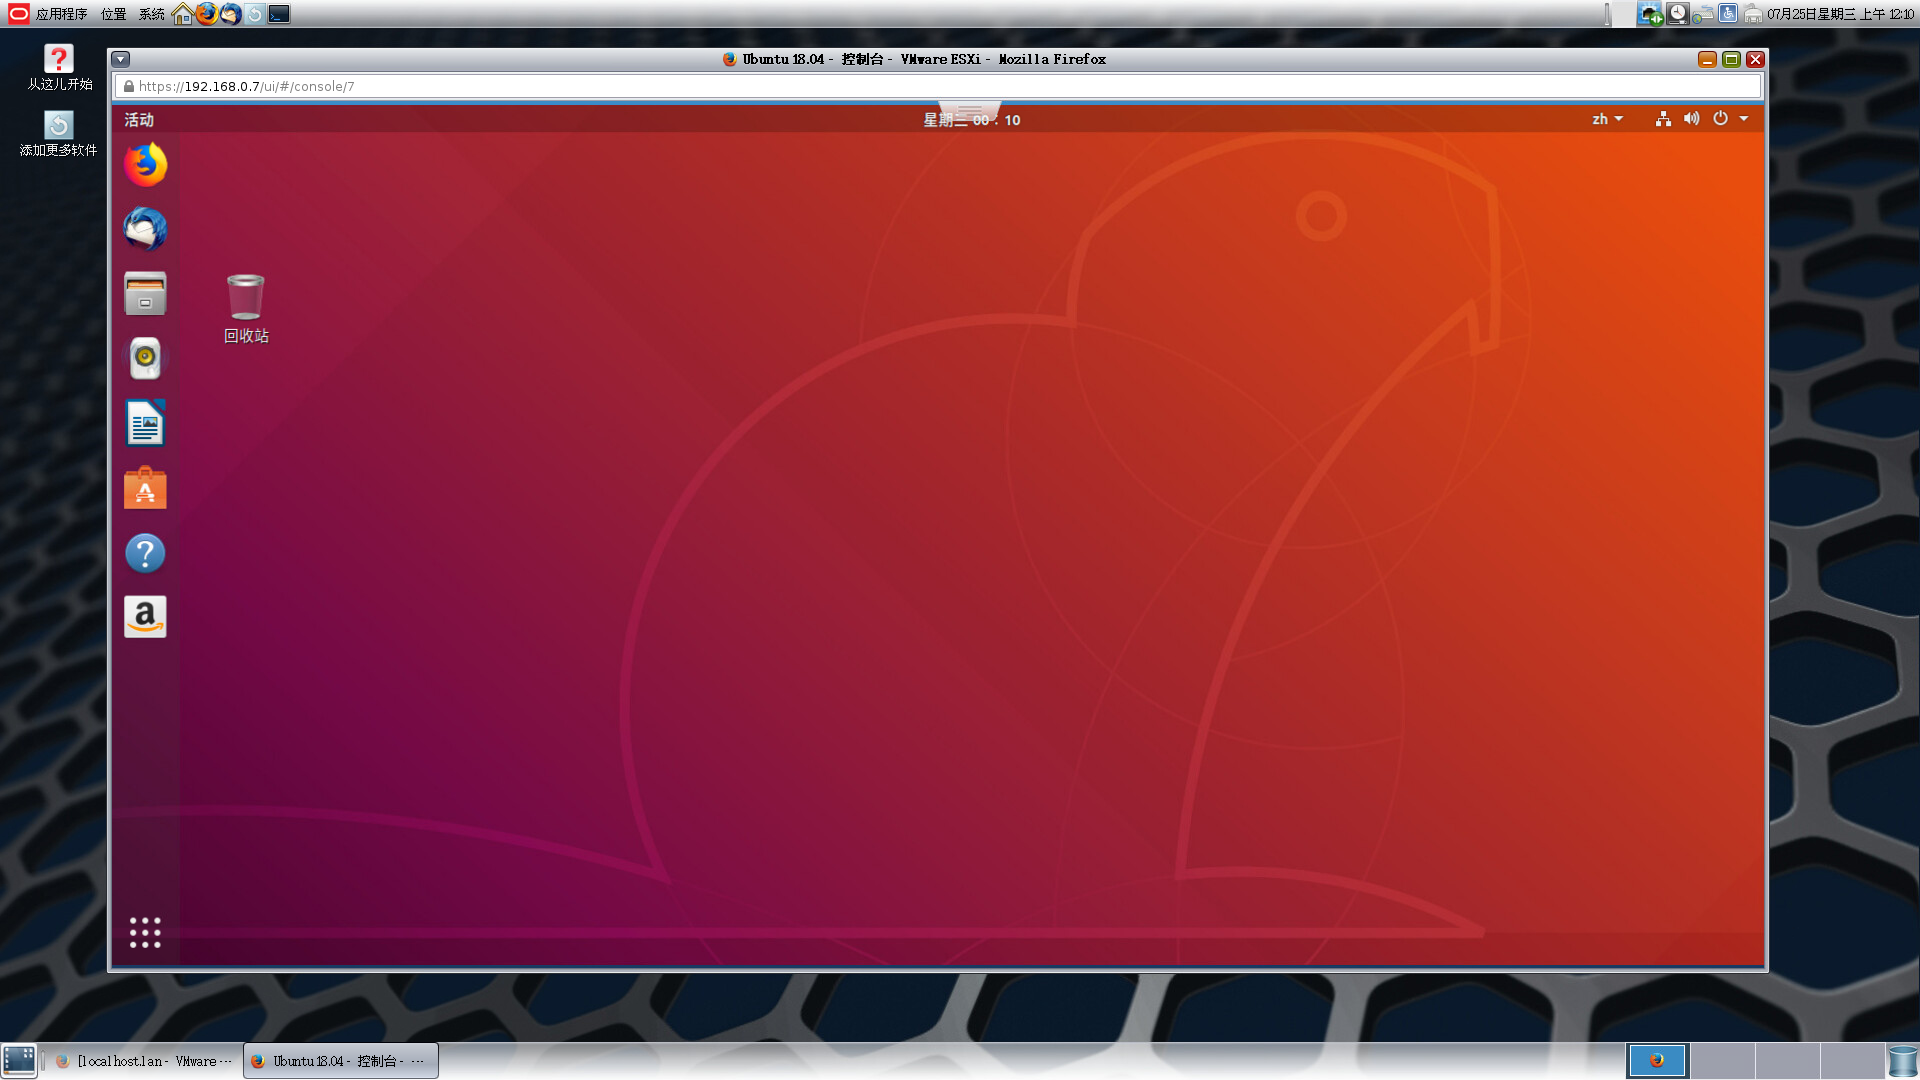 应用程序 位置 系统
07月25日星期三 上午 12:10
从这儿开始
添加更多软件
Ubuntu 18.04 - 控制台 - VMware ESXi - Mozilla Firefox
https://192.168.0.7/ui/#/console/7
活动
星期三 00：10
zh
回收站
[localhost.lan - VMware ...
Ubuntu 18.04 - 控制台 - ...